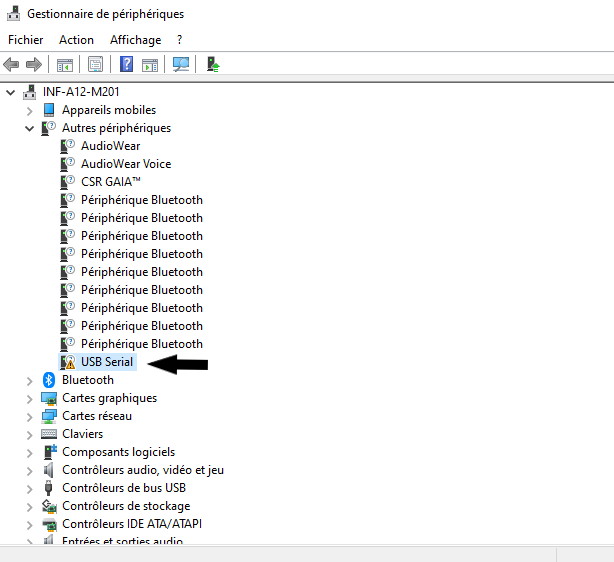 Gestionnaire de périphériques
Fichier Action Affichage ?
INF-A12-M201
Appareils mobiles
Autres périphériques
AudioWear
AudioWear Voice
CSR GAIA™
Périphérique Bluetooth
Périphérique Bluetooth
Périphérique Bluetooth
Périphérique Bluetooth
Périphérique Bluetooth
Périphérique Bluetooth
Périphérique Bluetooth
Périphérique Bluetooth
Périphérique Bluetooth
USB Serial
Bluetooth
Cartes graphiques
Cartes réseau
Claviers
Composants logiciels
Contrôleurs audio, vidéo et jeu
Contrôleurs de bus USB
Contrôleurs de stockage
Contrôleurs IDE ATA/ATAPI
Entrées et sorties audio